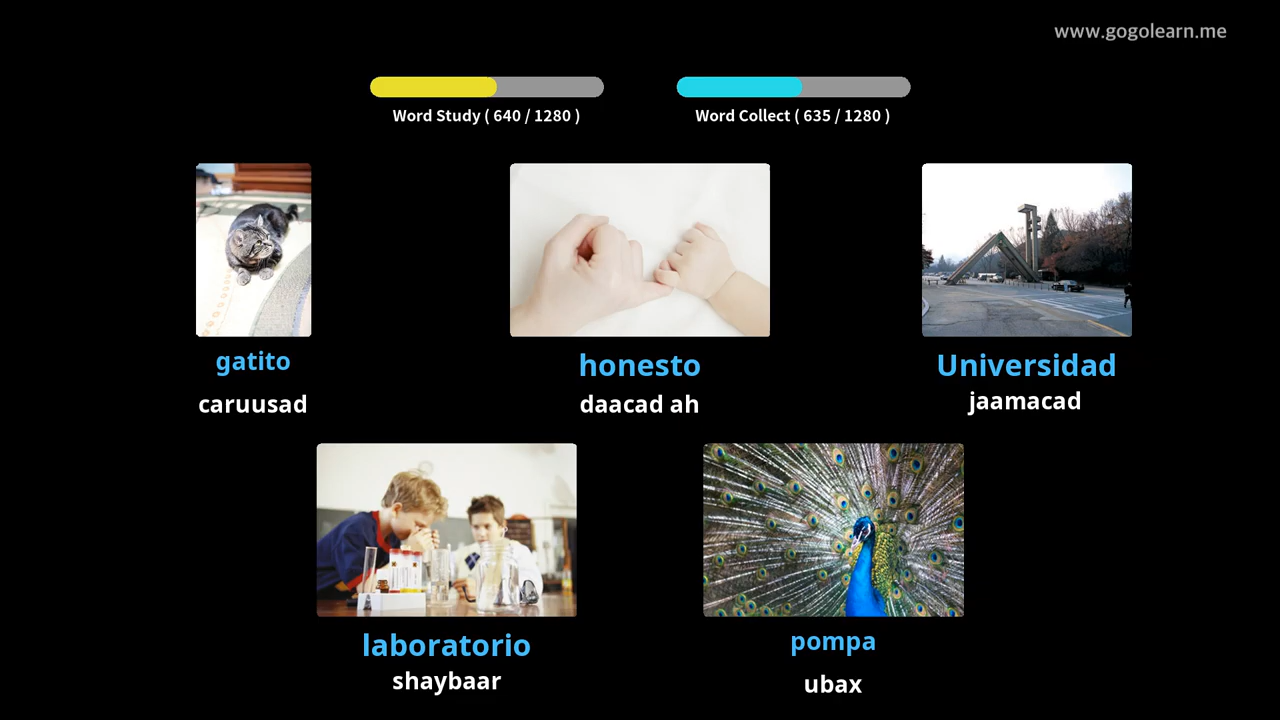 www.gogolearn.me
Word Study ( 640 / 1280 )
Word Collect ( 635 / 1280 )
gatito
caruusad
honesto
daacad ah
Universidad
jaamacad
laboratorio
shaybaar
pompa
ubax